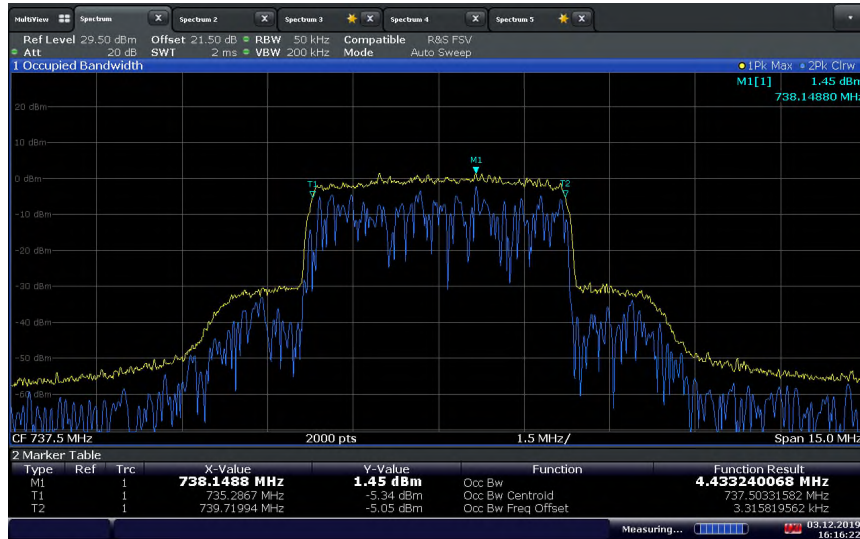 MultiView Spectrum X Spectrum 2 X Spectrum 3 X Spectrum 4 X Spectrum 5 X
Ref Level 29.50 dBm Offset 21.50 dB RBW 50 kHz Compatible R&S FSV
Att 20 dB SWT 2 ms VBW 200 kHz Mode Auto Sweep
1 Occupied Bandwidth 1Pk Max 2Pk Clrw
M1[1] 1.45 dBm
738.14880 MHz
20 dBm
10 dBm
M1
0 dBm
T1 T2
-10 dBm
-20 dBm
-30 dBm
-40 dBm
-50 dBm
-60 dBm
CF 737.5 MHz 2000 pts 1.5 MHz/ Span 15.0 MHz
2 Marker Table
Type Ref Trc X-Value Y-Value Function Function Result
M1 1 738.1488 MHz 1.45 dBm Occ Bw 4.433240068 MHz
T1 1 735.2867 MHz -5.34 dBm Occ Bw Centroid 737.50331582 MHz
T2 1 739.71994 MHz -5.05 dBm Occ Bw Freq Offset 3.315819562 kHz
Measuring... 03.12.2019
16:16:22